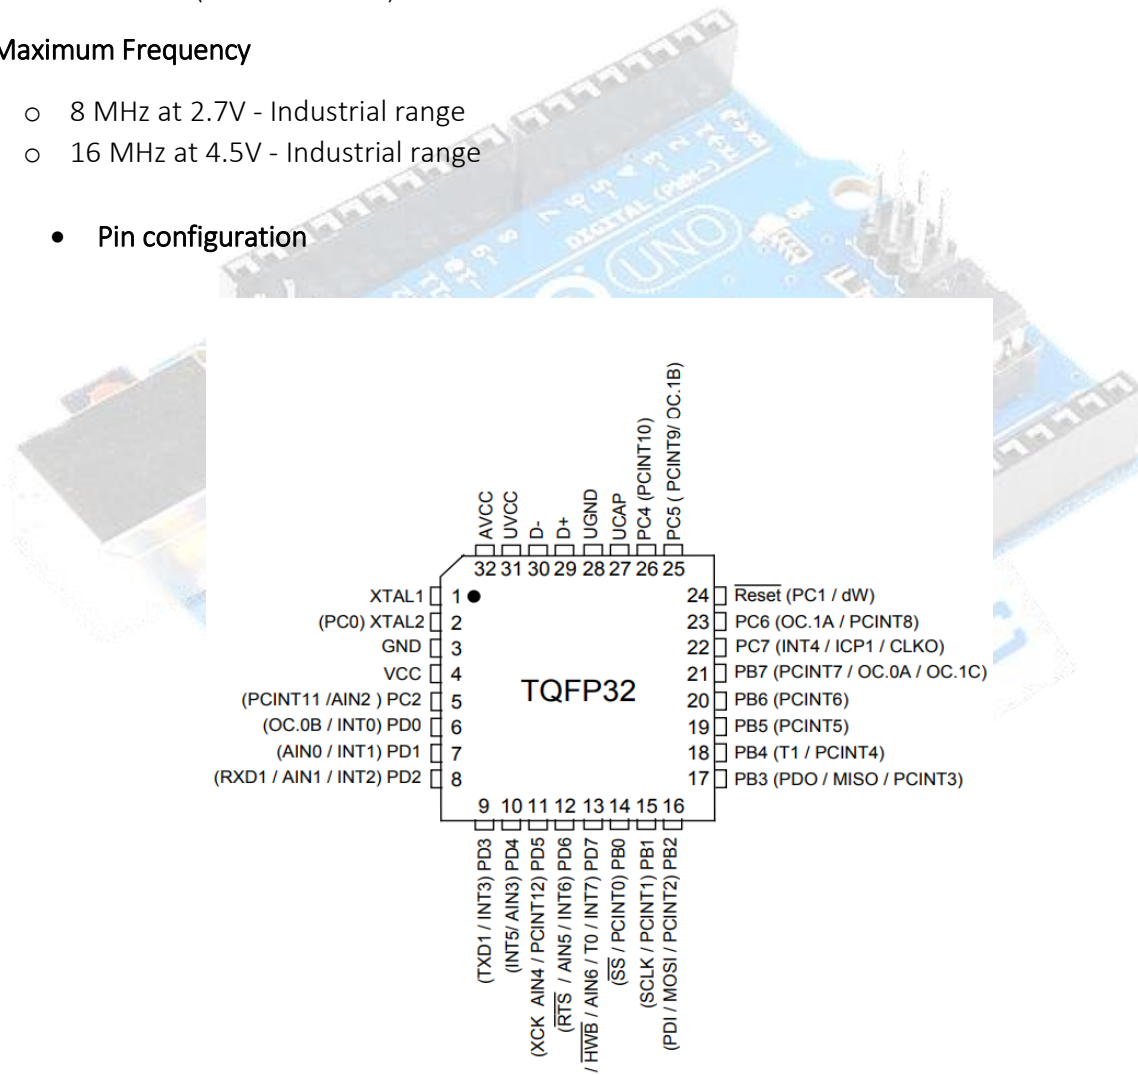 Maximum Frequency
o 8 MHz at 2.7V - Industrial range
o 16 MHz at 4.5V - Industrial range
• Pin configuration
UNO
DIGITAL (PWM~)
ON
AVCC
UVCC
D-
D+
UGND
UCAP
PC4 (PCINT10)
PC5 ( PCINT9/ OC.1B)
32 31 30 29 28 27 26 25
XTAL1 1
(PC0) XTAL2 2
GND 3
VCC 4
(PCINT11 /AIN2 ) PC2 5
(OC.0B / INT0) PD0 6
(AIN0 / INT1) PD1 7
(RXD1 / AIN1 / INT2) PD2 8
TQFP32
24 Reset (PC1 / dW)
23 PC6 (OC.1A / PCINT8)
22 PC7 (INT4 / ICP1 / CLKO)
21 PB7 (PCINT7 / OC.0A / OC.1C)
20 PB6 (PCINT6)
19 PB5 (PCINT5)
18 PB4 (T1 / PCINT4)
17 PB3 (PDO / MISO / PCINT3)
9 10 11 12 13 14 15 16
(TXD1 / INT3) PD3
(INT5/ AIN3) PD4
(XCK AIN4 / PCINT12) PD5
(RTS / AIN5 / INT6) PD6
/ HWB / AIN6 / T0 / INT7) PD7
(SS / PCINT0) PB0
(SCLK / PCINT1) PB1
(PDI / MOSI / PCINT2) PB2